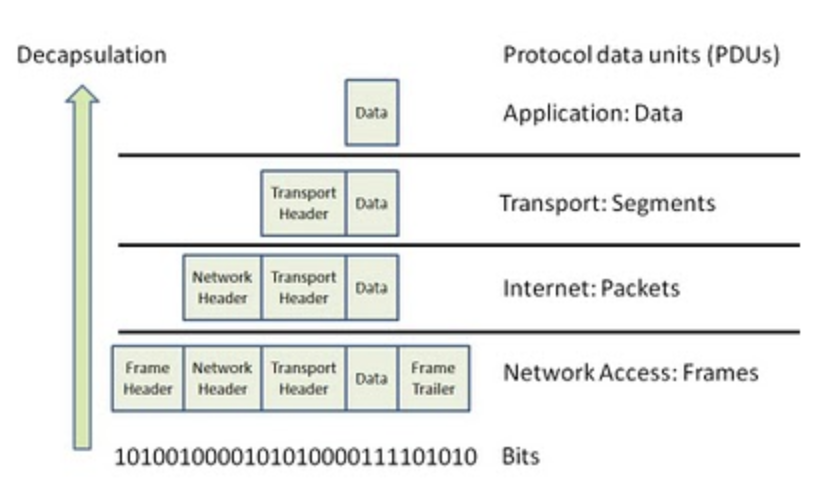 Decapsulation
Protocol data units (PDUs)
Data
Application: Data
Transport Header
Data
Transport: Segments
Network Header
Transport Header
Data
Internet: Packets
Frame Header
Network Header
Transport Header
Data
Frame Trailer
Network Access: Frames
1010010000101010000111101010
Bits